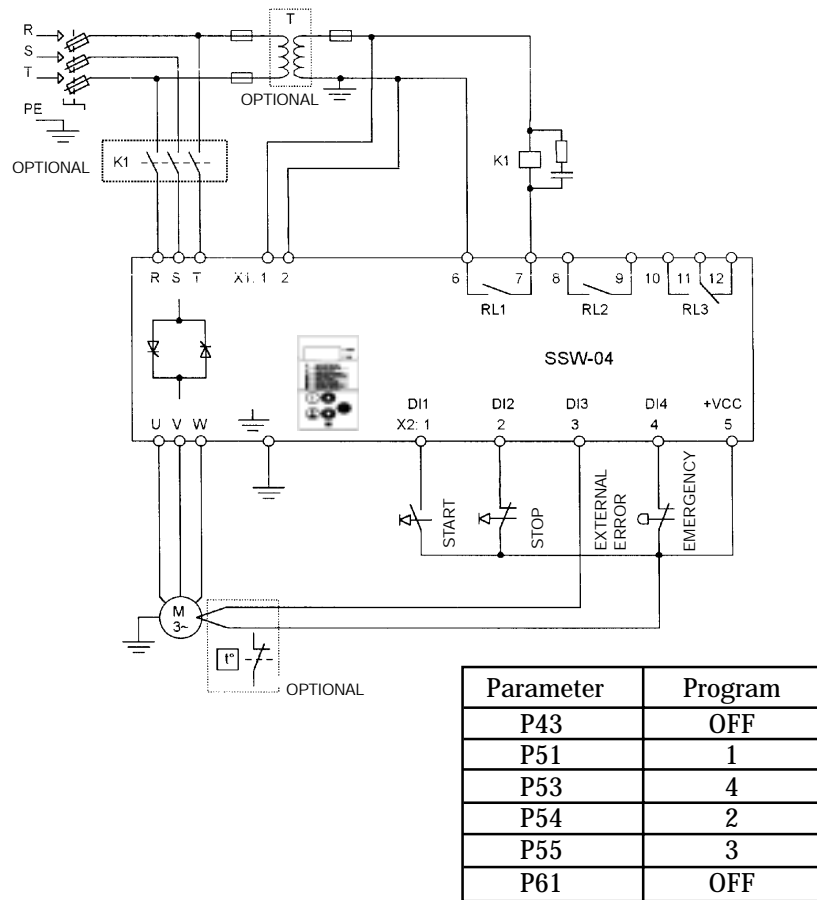 T
R
S
T
OPTIONAL
PE
OPTIONAL
K1
K1
R S T X1: 1 2
6 7 8 9 10 11 12
RL1 RL2 RL3
SSW-04
DI1 DI2 DI3 DI4 +VCC
U V W
X2: 1 2 3 4 5
START
STOP
EXTERNAL
ERROR
EMERGENCY
M
3~
t°
OPTIONAL
Parameter Program
P43 OFF
P51 1
P53 4
P54 2
P55 3
P61 OFF